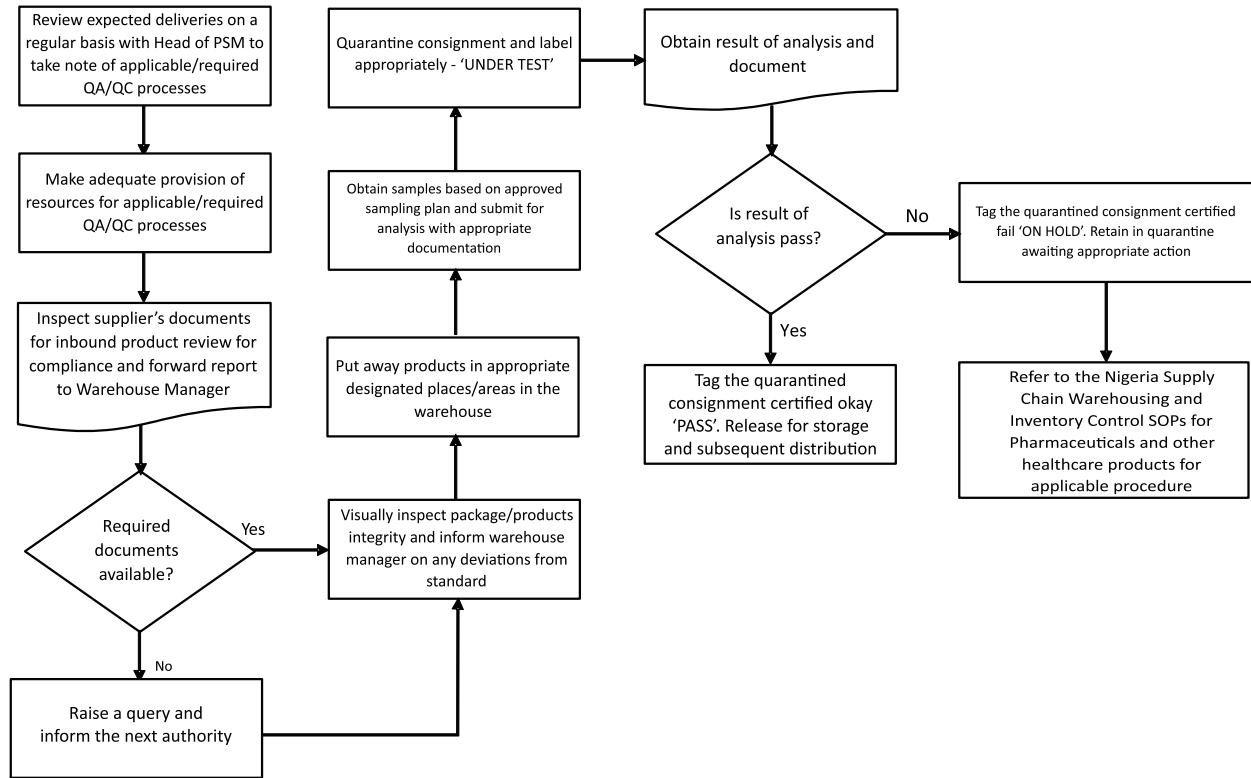 Review expected deliveries on a
regular basis with Head of PSM to
take note of applicable/required
QA/QC processes
Make adequate provision of
resources for applicable/required
QA/QC processes
Inspect supplier's documents
for inbound product review for
compliance and forward report
to Warehouse Manager
Required
documents
available?
Yes
No
Raise a query and
inform the next authority
Visually inspect package/products
integrity and inform warehouse
manager on any deviations from
standard
Put away products in appropriate
designated places/areas in the
warehouse
Obtain samples based on approved
sampling plan and submit for
analysis with appropriate
documentation
Quarantine consignment and label
appropriately - ‘UNDER TEST’
Obtain result of analysis and
document
Is result of
analysis pass?
No
Yes
Tag the quarantined
consignment certified okay
‘PASS’. Release for storage
and subsequent distribution
Tag the quarantined consignment certified
fail ‘ON HOLD’. Retain in quarantine
awaiting appropriate action
Refer to the Nigeria Supply
Chain Warehousing and
Inventory Control SOPs for
Pharmaceuticals and other
healthcare products for
applicable procedure